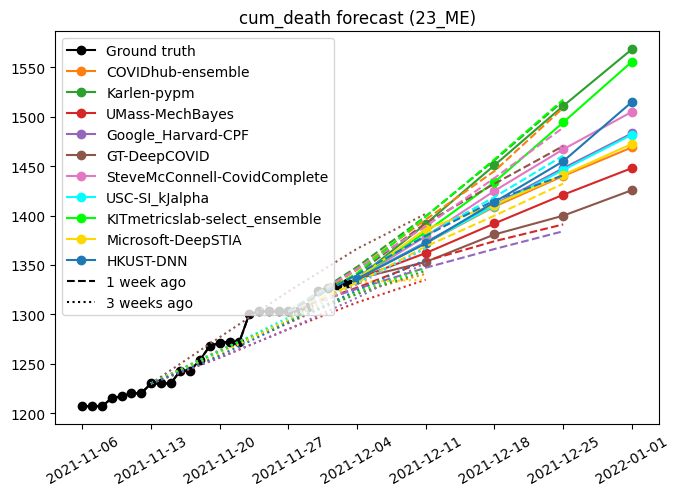 cum_death forecast (23_ME)
1550
1500
1450
1400
1350
1300
1250
1200
Ground truth
COVIDhub-ensemble
Karlen-pypm
UMass-MechBayes
Google_Harvard-CPF
GT-DeepCOVID
SteveMcConnell-CovidComplete
USC-SI_kJalpha
KITmetricslab-select_ensemble
Microsoft-DeepSTIA
HKUST-DNN
1 week ago
3 weeks ago
2021-11-06
2021-11-13
2021-11-20
2021-11-27
2021-12-04
2021-12-11
2021-12-18
2021-12-25
2022-01-01